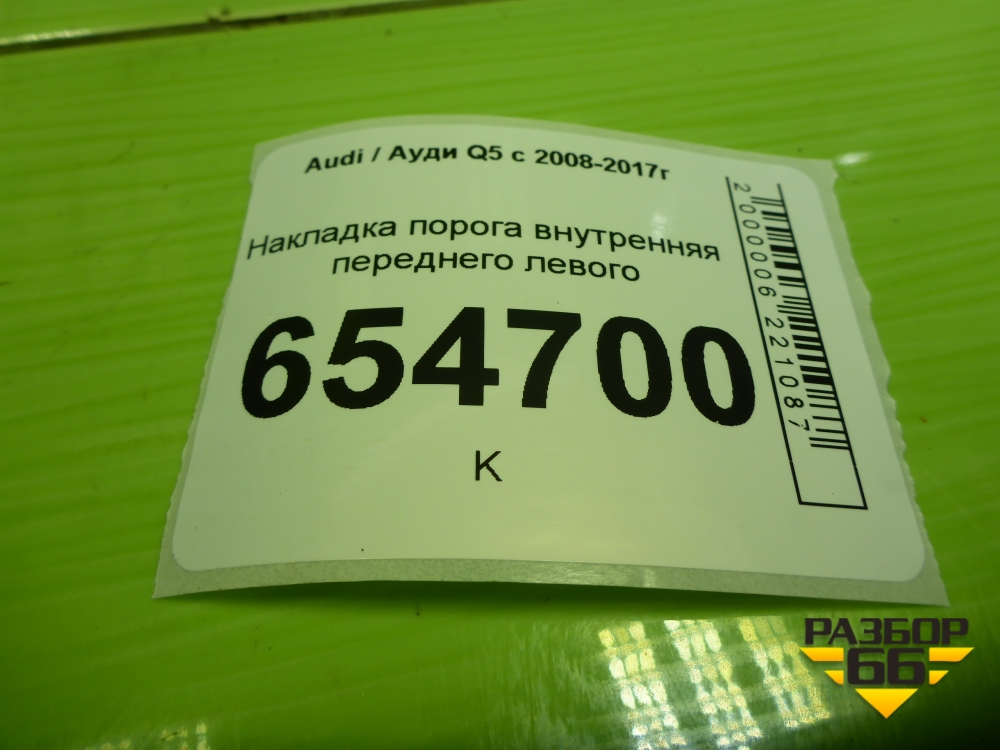 Audi / Ауди Q5 с 2008-2017г
Накладка порога внутренняя
переднего левого
654700
К
2000006221087
РАЗБОР
66